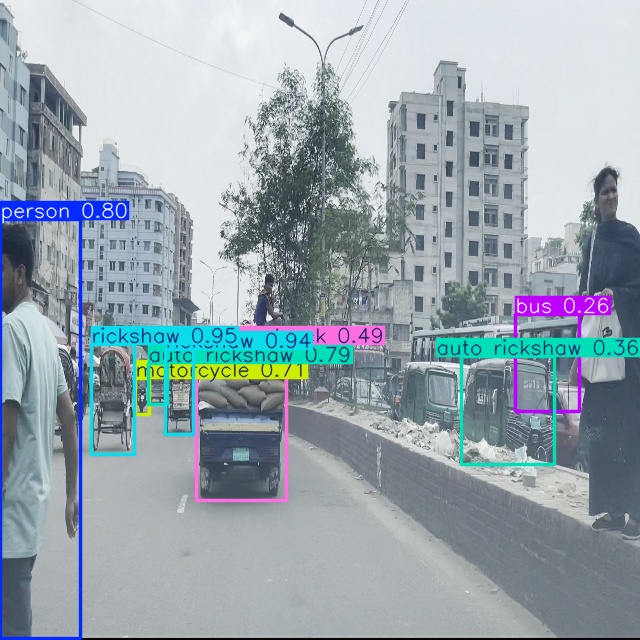 person 0.80
bus 0.26
rickshaw 0.95
0.94
k 0.49
auto rickshaw 0.36
auto rickshaw 0.79
motorcycle 0.71